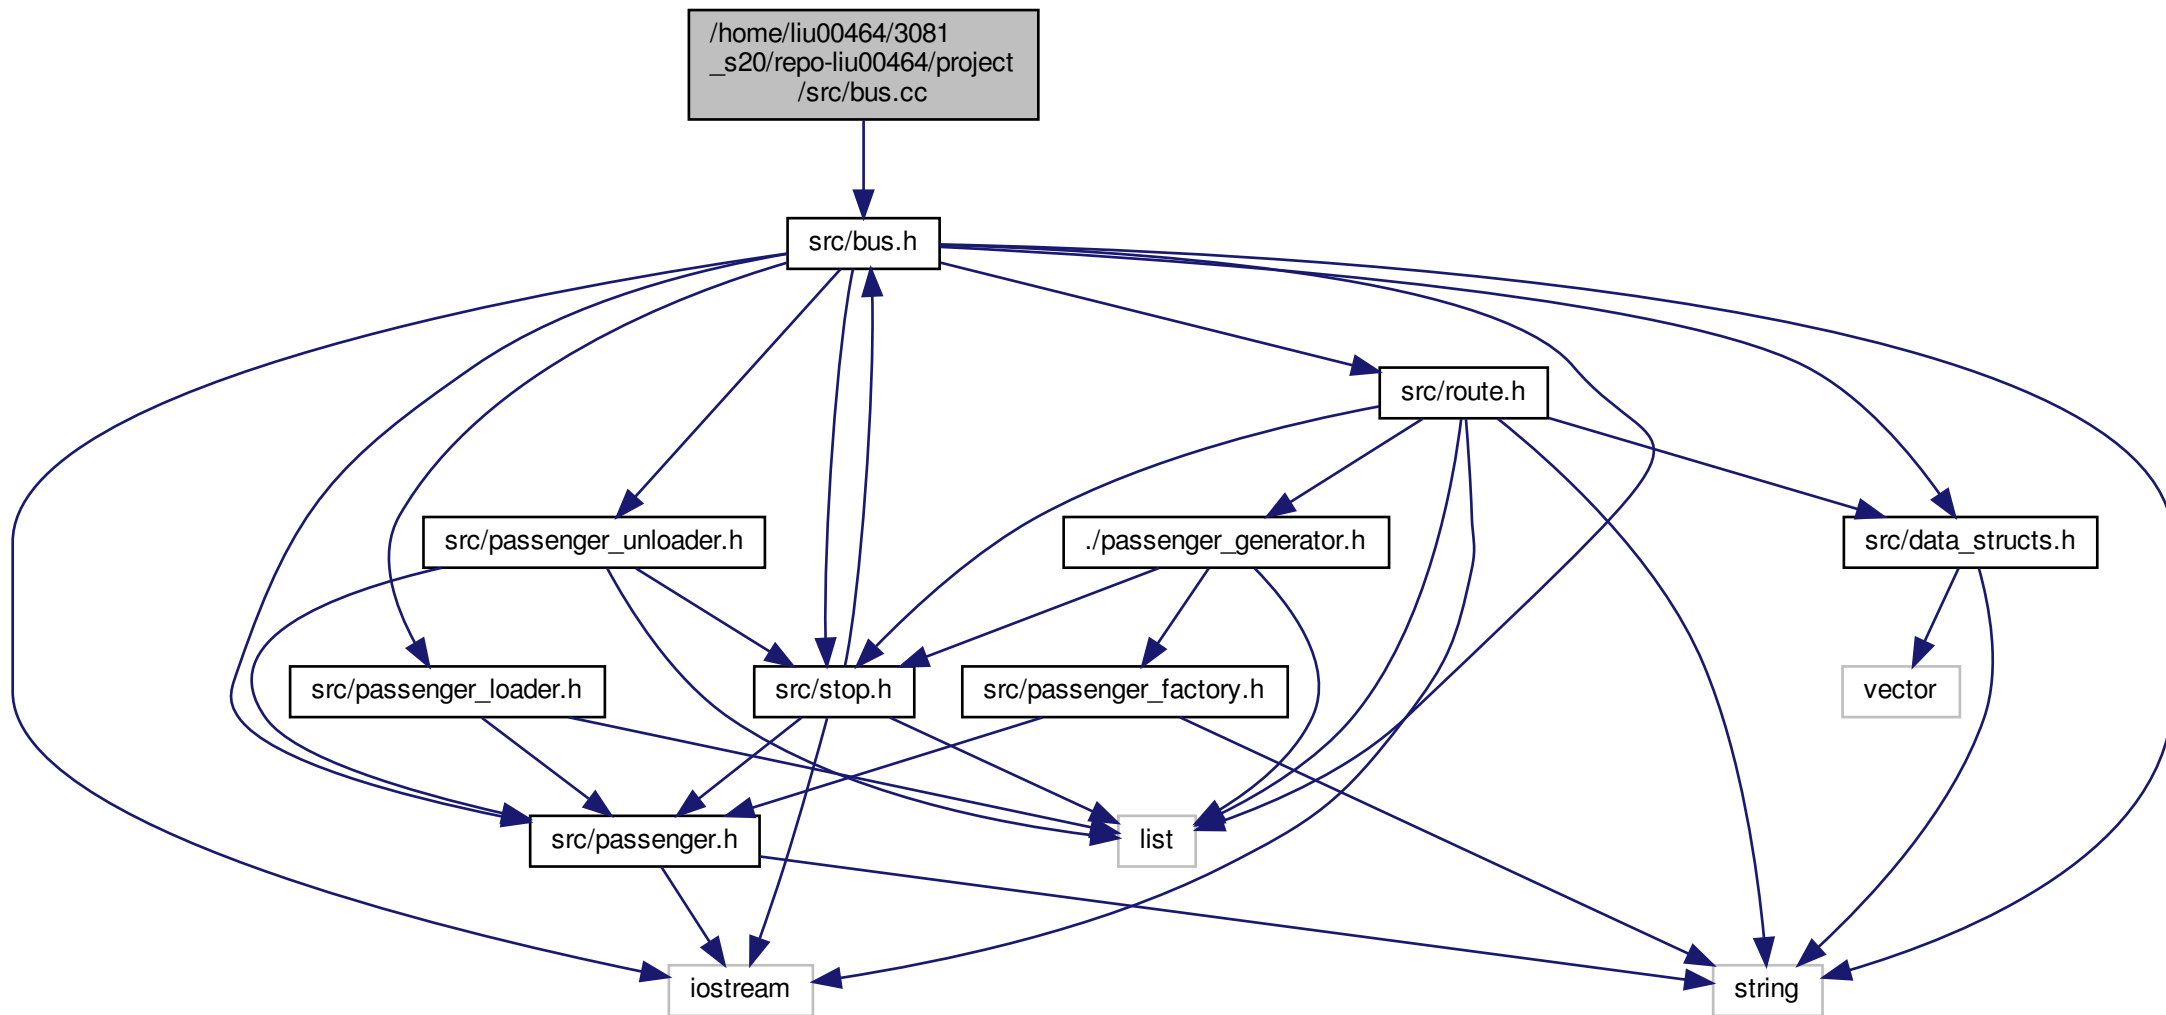 /home/liu00464/3081
_s20/repo-liu00464/project
/src/bus.cc
src/bus.h
src/route.h
src/passenger_unloader.h
./passenger_generator.h
src/data_structs.h
src/passenger_loader.h
src/stop.h
src/passenger_factory.h
vector
src/passenger.h
list
iostream
string